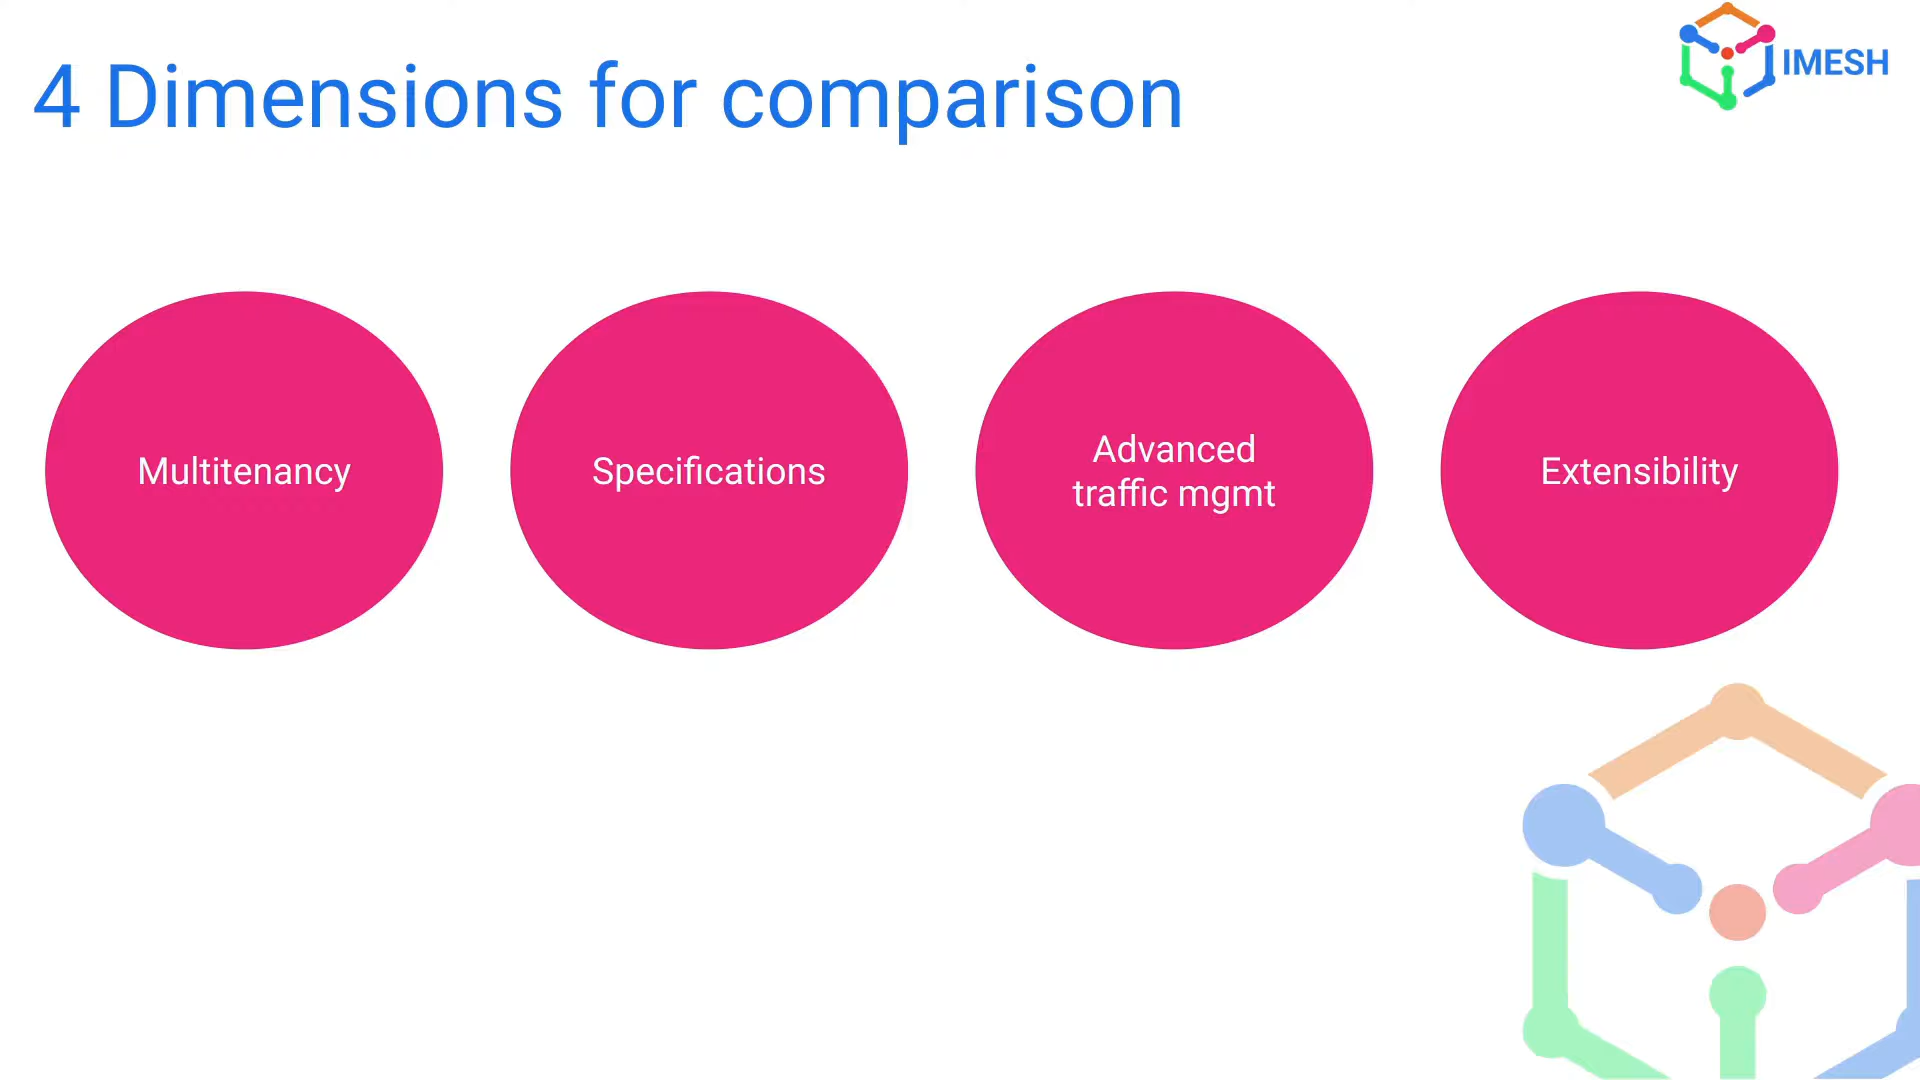 4 Dimensions for comparison
IMESH
Multitenancy
Specifications
Advanced
traffic mgmt
Extensibility